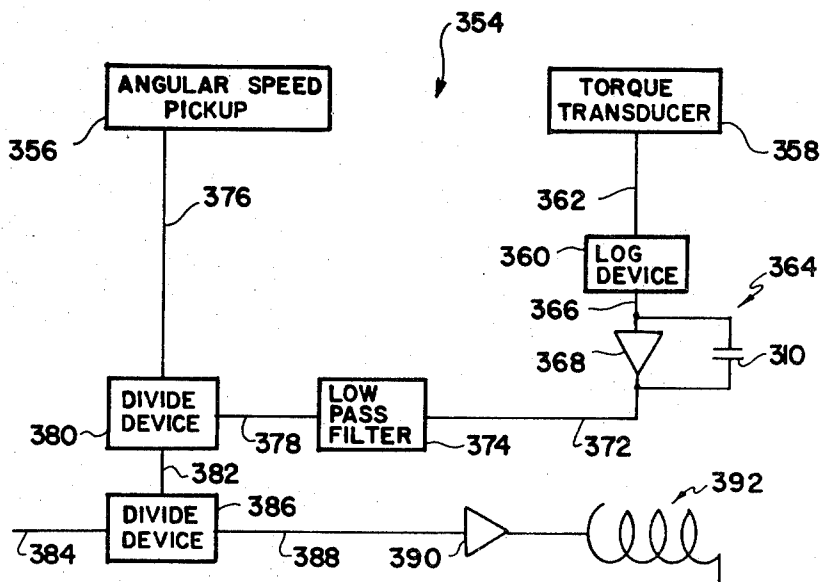 354
ANGULAR SPEED
PICKUP
TORQUE
TRANSDUCER
356
358
376
362
360
LOG
DEVICE
364
366
368
310
DIVIDE
DEVICE
LOW
PASS
FILTER
380
378
374
372
382
386
392
DIVIDE
DEVICE
384
388
390